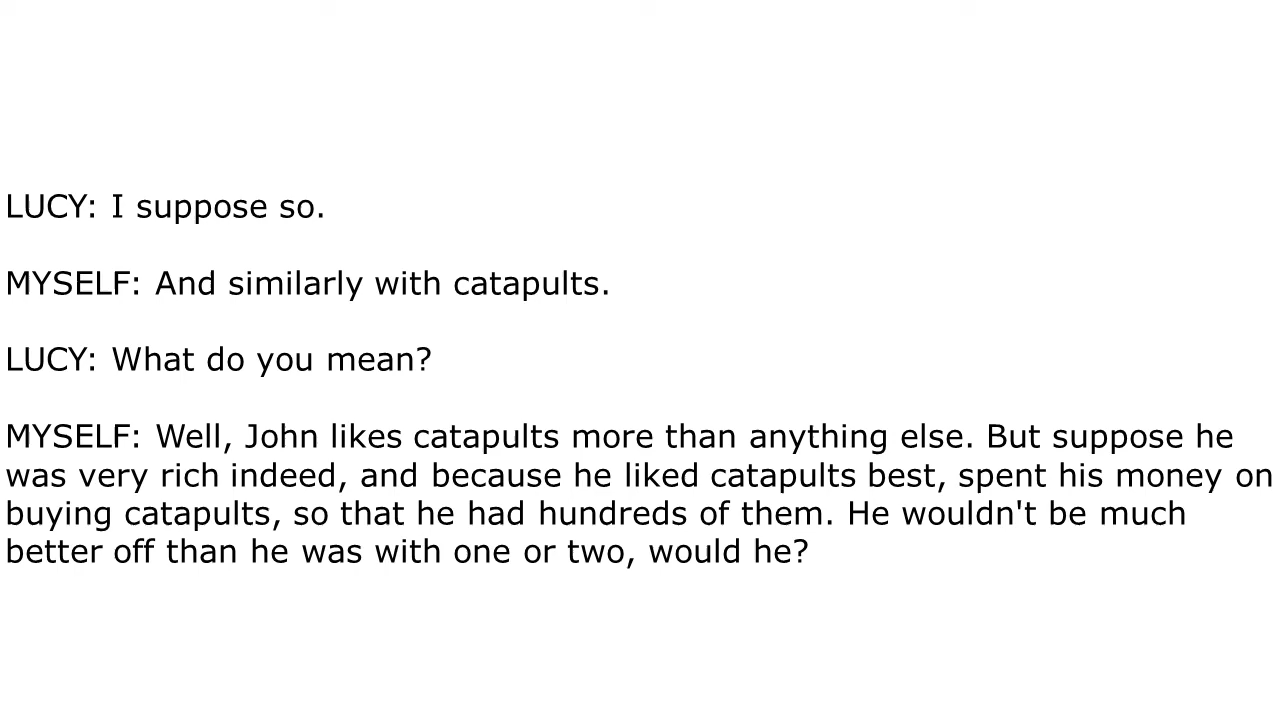 LUCY: I suppose so.
MYSELF: And similarly with catapults.
LUCY: What do you mean?
MYSELF: Well, John likes catapults more than anything else. But suppose he
was very rich indeed, and because he liked catapults best, spent his money on
buying catapults, so that he had hundreds of them. He wouldn't be much
better off than he was with one or two, would he?